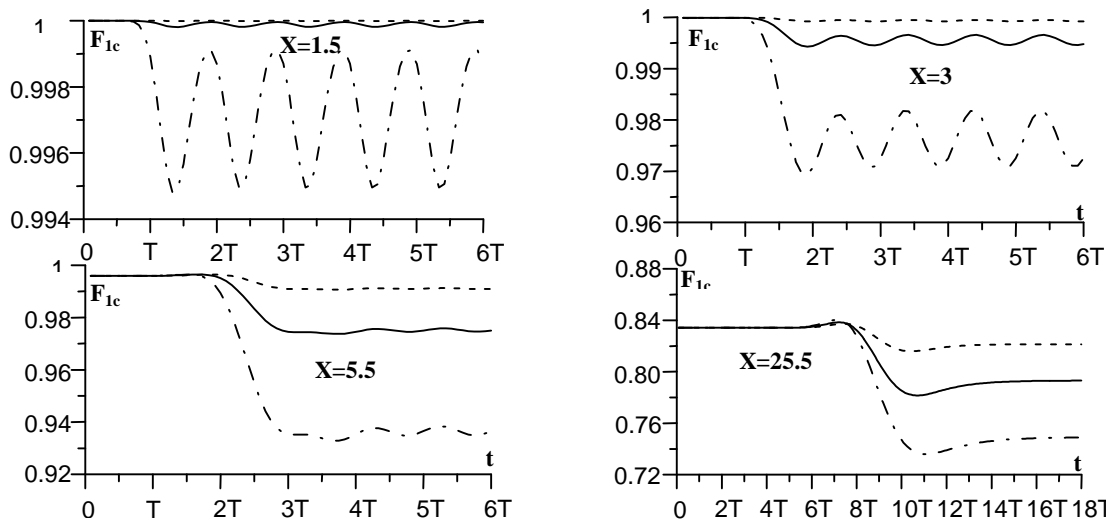 1
F1c
X=1.5
0.998
0.996
0.994
0 T 2T 3T 4T 5T 6T
1
F1c
0.99
X=3
0.98
0.97
0.96
t
0 T 2T 3T 4T 5T 6T
1
F1c
0.98
X=5.5
0.96
0.94
0.92
t
0 T 2T 3T 4T 5T 6T
0.88
F1c
0.84
X=25.5
0.80
0.76
0.72
t
0 2T 4T 6T 8T 10T 12T 14T 16T 18T